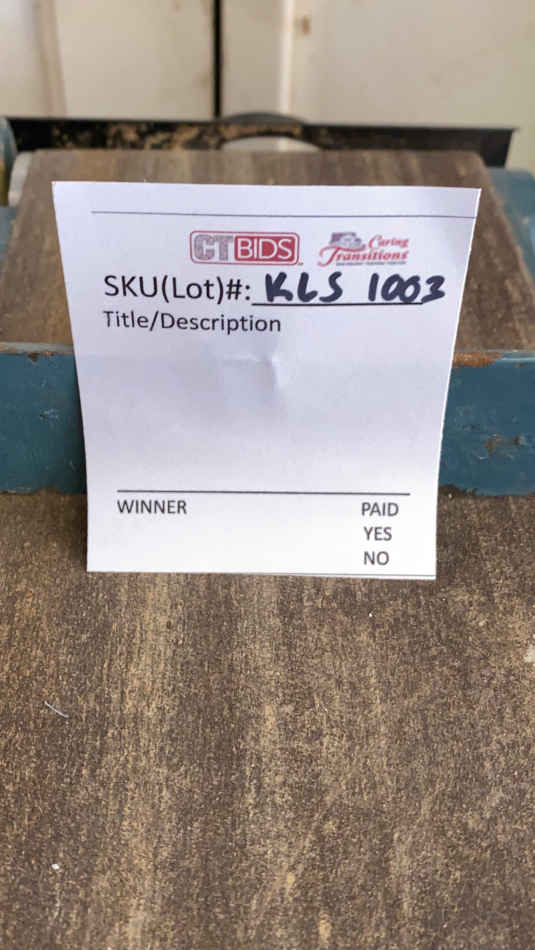 CTBIDS Caring Transitions
SKU(Lot)#: KLS 1003
Title/Description
WINNER PAID
YES
NO